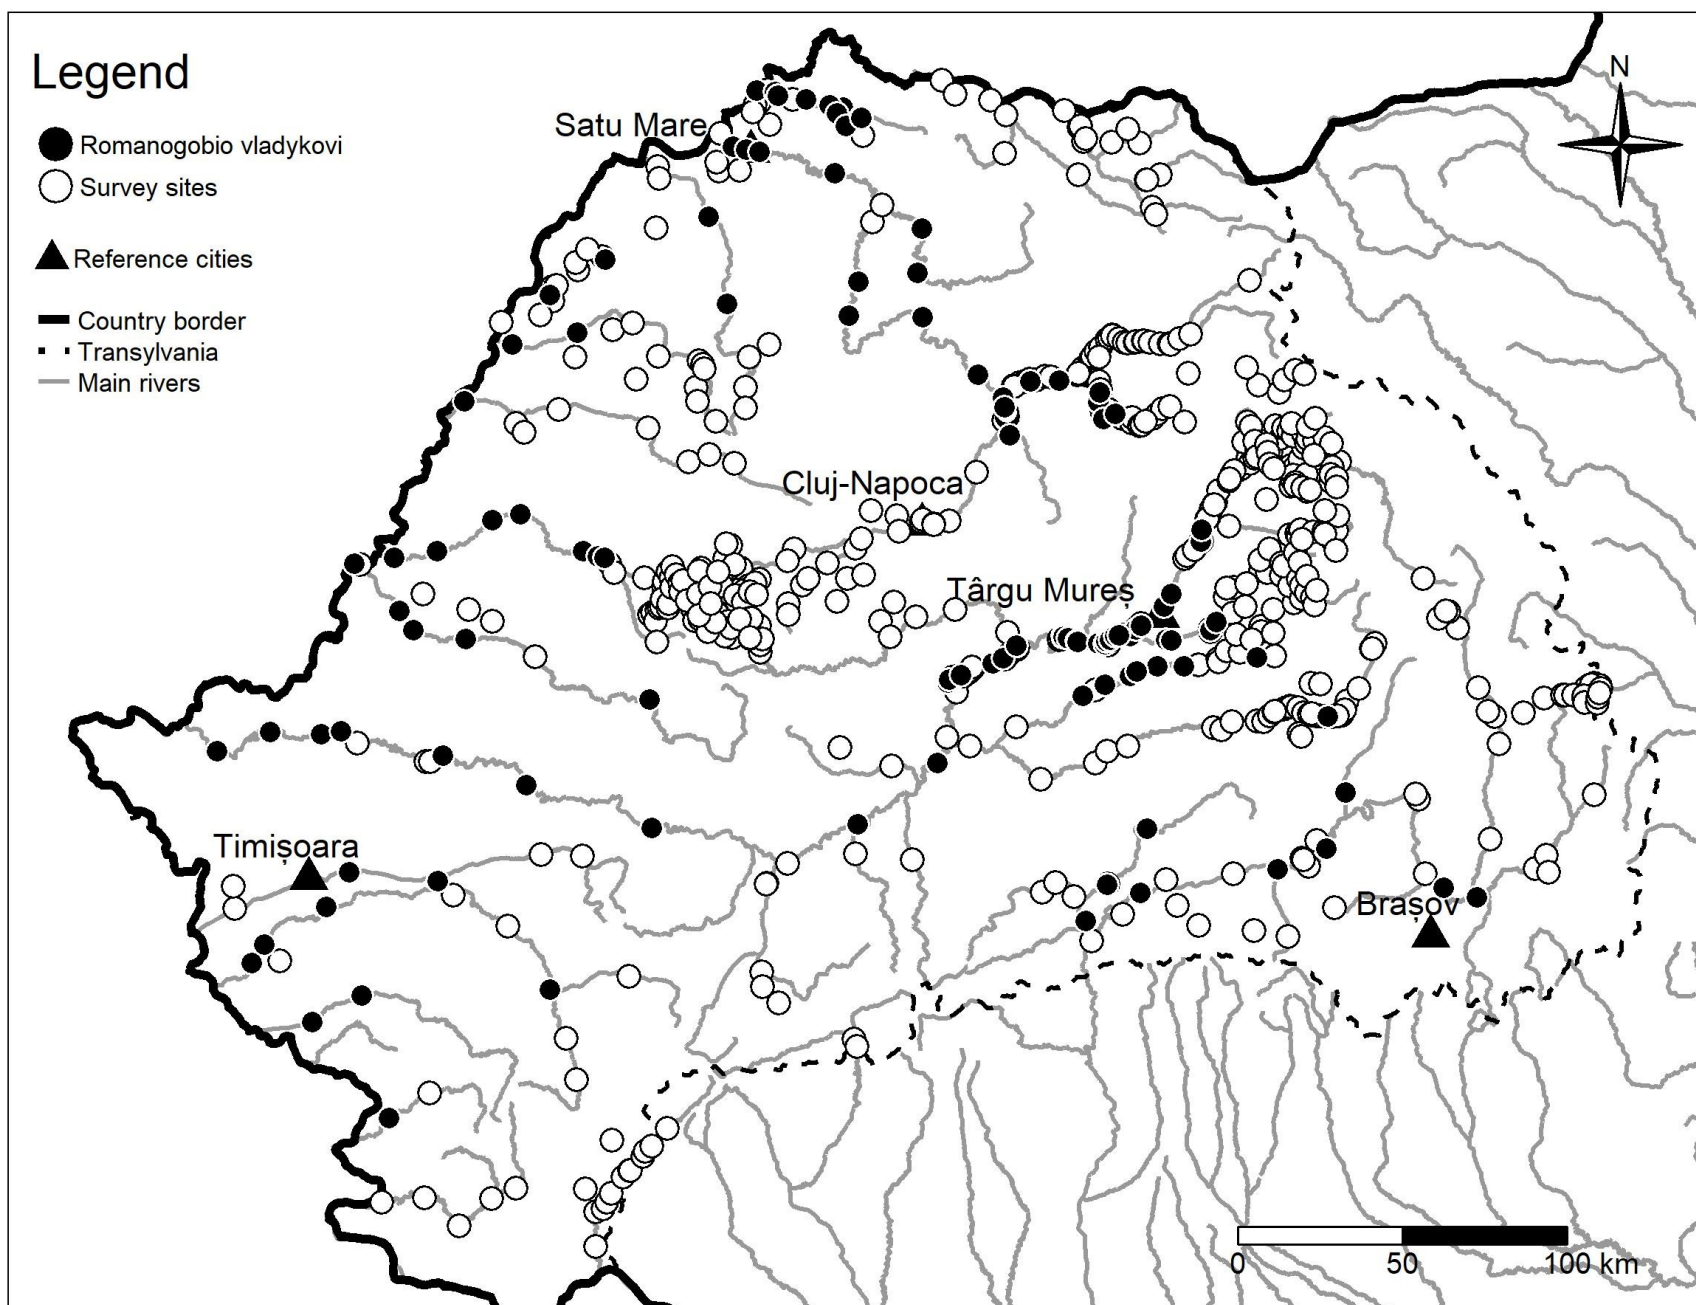 Legend
Romanogobio vladykovi
Survey sites
Reference cities
Country border
Transylvania
Main rivers
N
Satu Mare
Cluj-Napoca
Târgu Mureș
Timișoara
Brașov
0 50 100 km